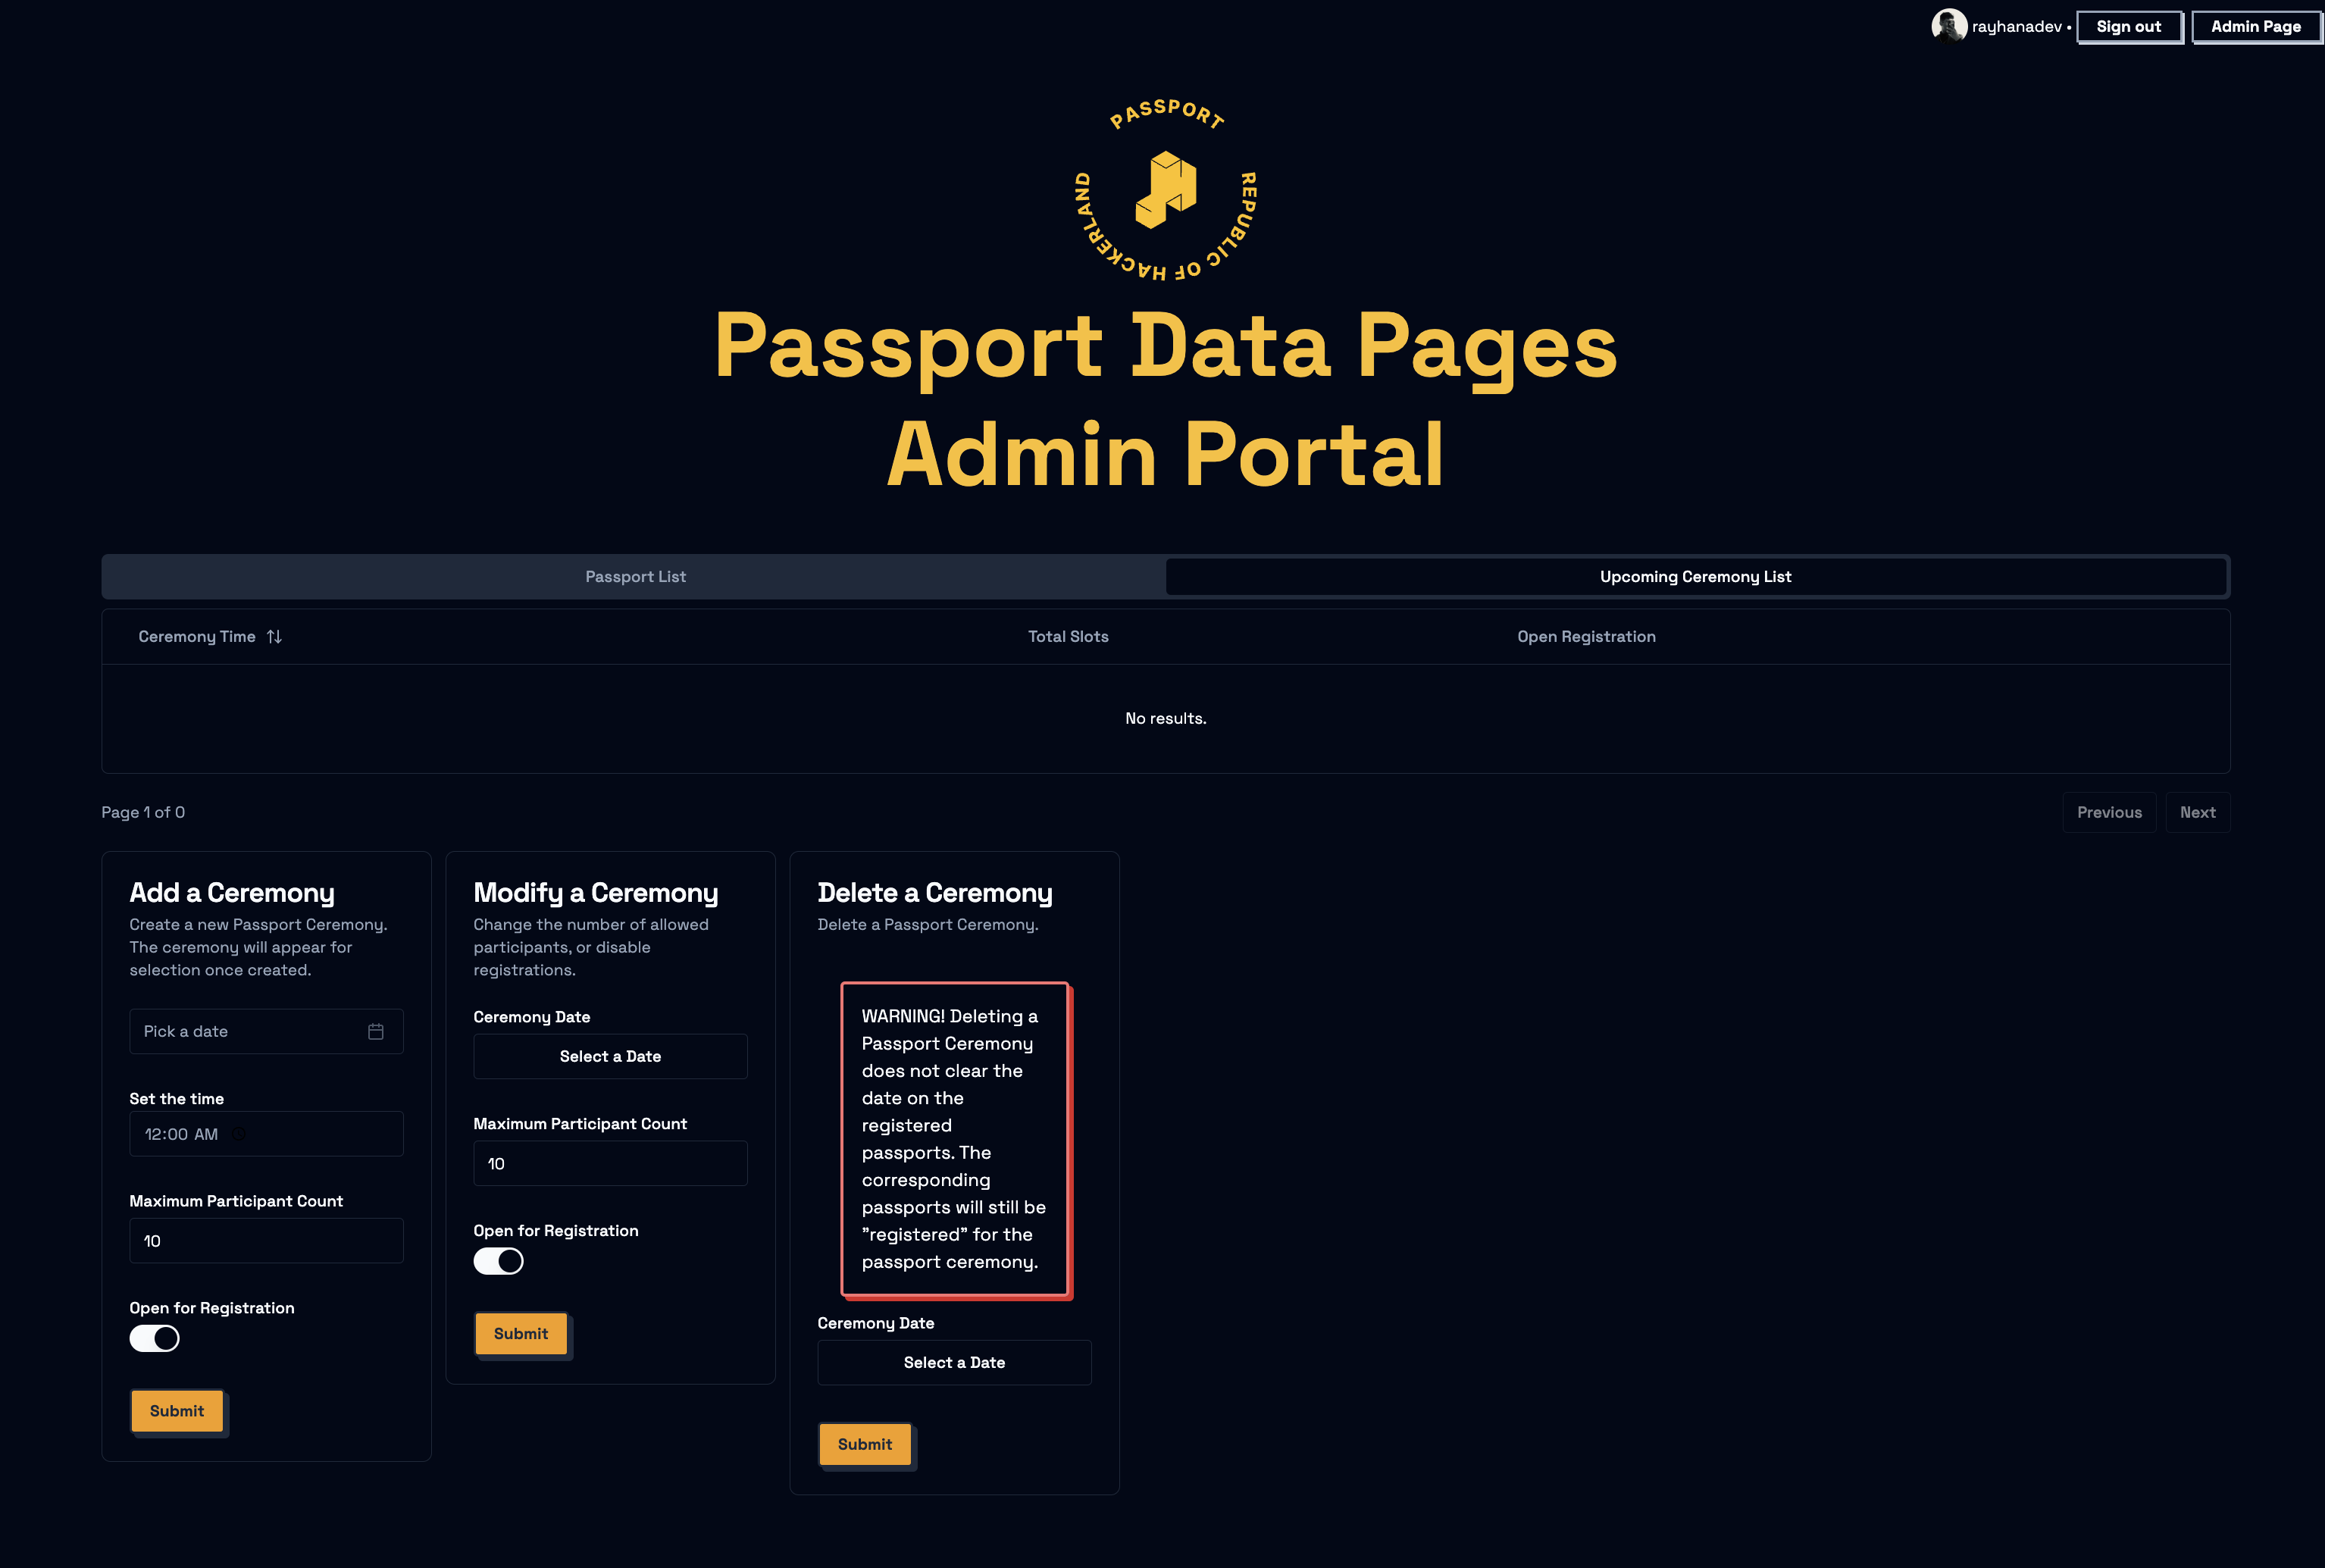 rayhanadev •
Sign out
Admin Page
PASSPORT
REPUBLIC OF HACKERLAND
Passport Data Pages
Admin Portal
Passport List
Upcoming Ceremony List
Ceremony Time
Total Slots
Open Registration
No results.
Page 1 of 0
Previous
Next
Add a Ceremony
Create a new Passport Ceremony.
The ceremony will appear for
selection once created.
Pick a date
Set the time
12:00 AM
Maximum Participant Count
10
Open for Registration
Submit
Modify a Ceremony
Change the number of allowed
participants, or disable
registrations.
Ceremony Date
Select a Date
Maximum Participant Count
10
Open for Registration
Submit
Delete a Ceremony
Delete a Passport Ceremony.
WARNING! Deleting a
Passport Ceremony
does not clear the
date on the
registered
passports. The
corresponding
passports will still be
"registered" for the
passport ceremony.
Ceremony Date
Select a Date
Submit